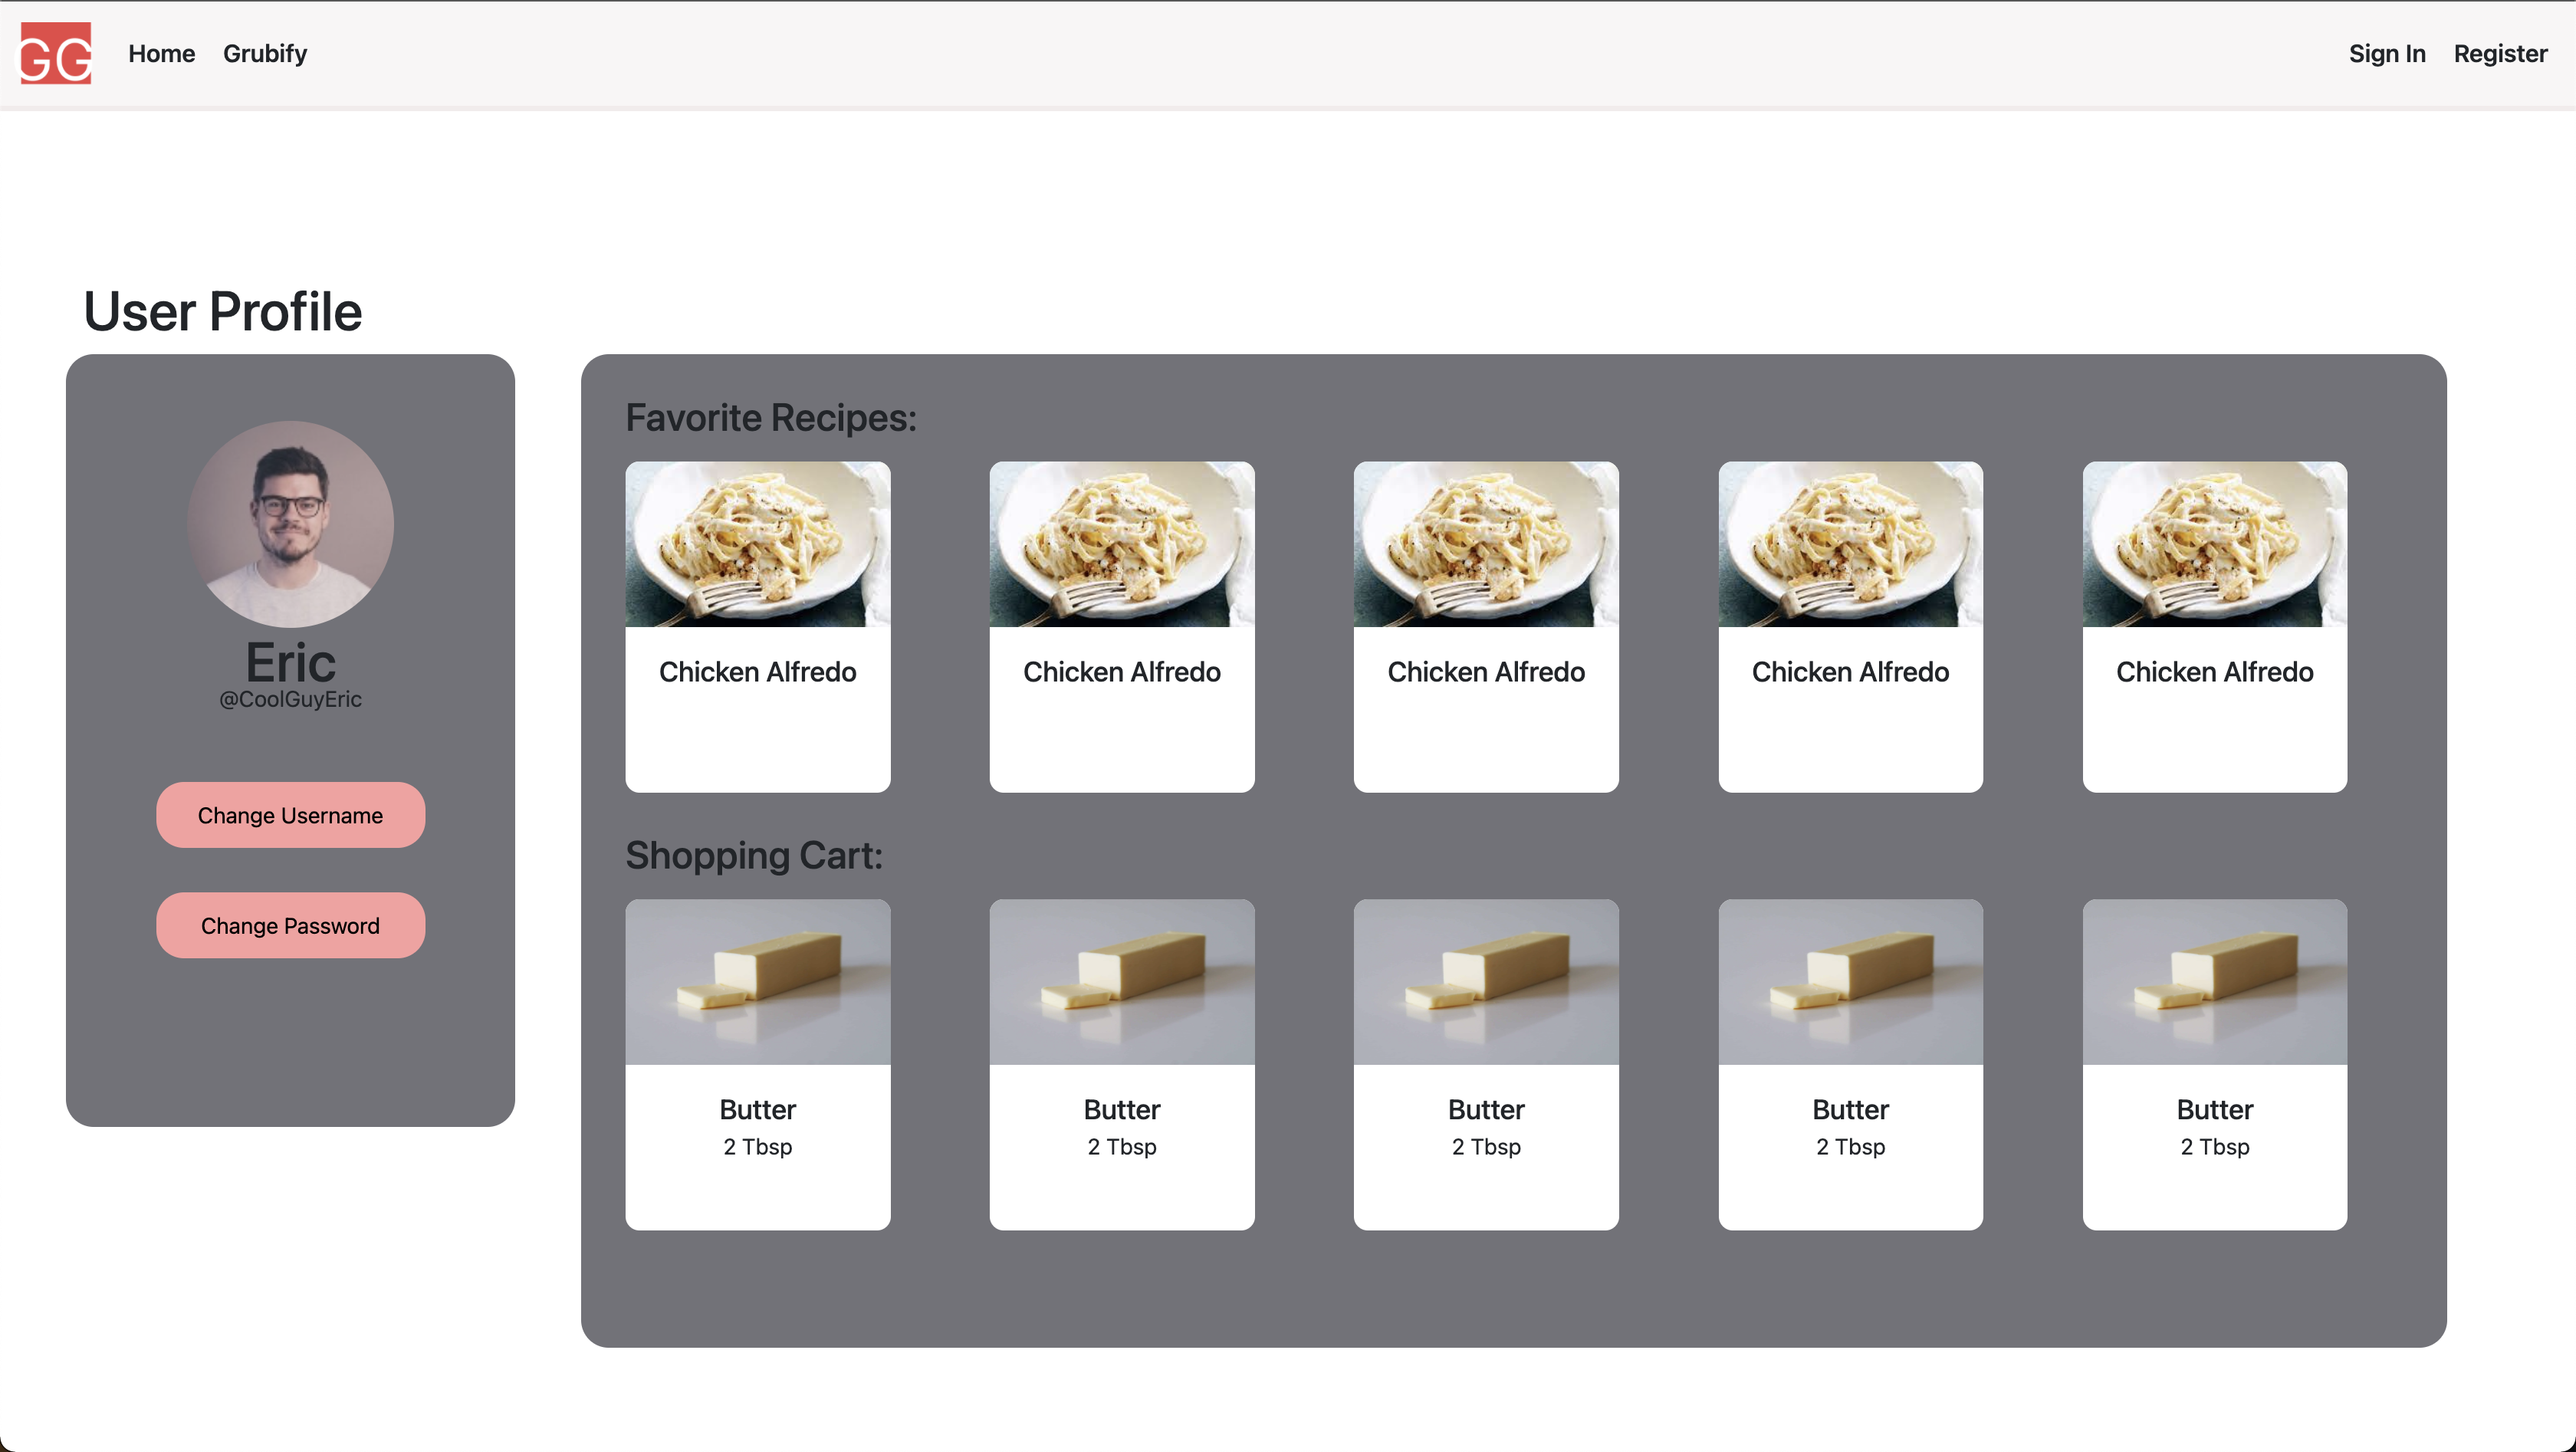 GG Home Grubify Sign In Register
User Profile
Eric
@CoolGuyEric
Change Username
Change Password
Favorite Recipes:
Chicken Alfredo Chicken Alfredo Chicken Alfredo Chicken Alfredo Chicken Alfredo
Shopping Cart:
Butter Butter Butter Butter Butter
2 Tbsp 2 Tbsp 2 Tbsp 2 Tbsp 2 Tbsp